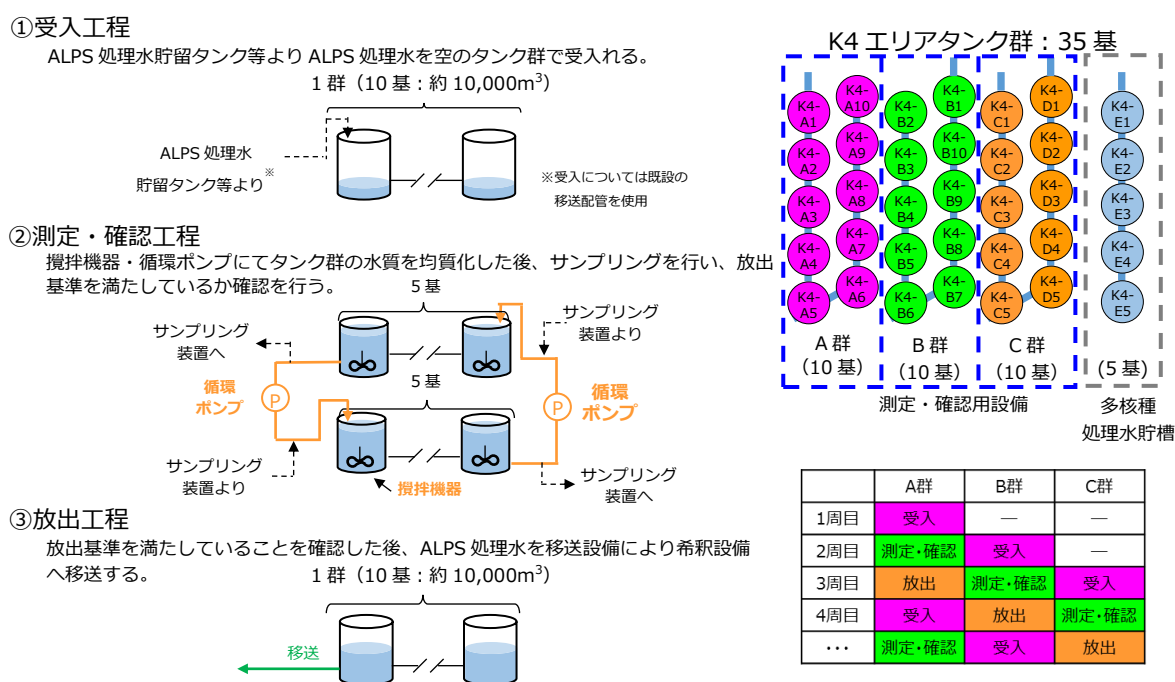 ①受入工程
ALPS 処理水貯留タンク等より ALPS 処理水を空のタンク群で受入れる。
1 群（10 基：約 10,000m³）
ALPS 処理水
貯留タンク等より※
※受入については既設の
移送配管を使用
②測定・確認工程
攪拌機器・循環ポンプにてタンク群の水質を均質化した後、サンプリングを行い、放出
基準を満たしているか確認を行う。
5 基
サンプリング
装置へ
サンプリング
装置より
循環
ポンプ
P
5 基
P
循環
ポンプ
サンプリング
装置より
攪拌機器
サンプリング
装置へ
③放出工程
放出基準を満たしていることを確認した後、ALPS 処理水を移送設備により希釈設備
へ移送する。
1 群（10 基：約 10,000m³）
移送
K4 エリアタンク群：35 基
K4-A1
K4-A2
K4-A3
K4-A4
K4-A5
K4-A10
K4-A9
K4-A8
K4-A7
K4-A6
K4-B2
K4-B3
K4-B4
K4-B5
K4-B6
K4-B1
K4-B10
K4-B9
K4-B8
K4-B7
K4-C1
K4-C2
K4-C3
K4-C4
K4-C5
K4-D1
K4-D2
K4-D3
K4-D4
K4-D5
K4-E1
K4-E2
K4-E3
K4-E4
K4-E5
A 群
（10 基）
B 群
（10 基）
C 群
（10 基）
（5 基）
測定・確認用設備
多核種
処理水貯槽
A群 B群 C群
1周目 受入 ― ―
2周目 測定・確認 受入 ―
3周目 放出 測定・確認 受入
4周目 受入 放出 測定・確認
… 測定・確認 受入 放出